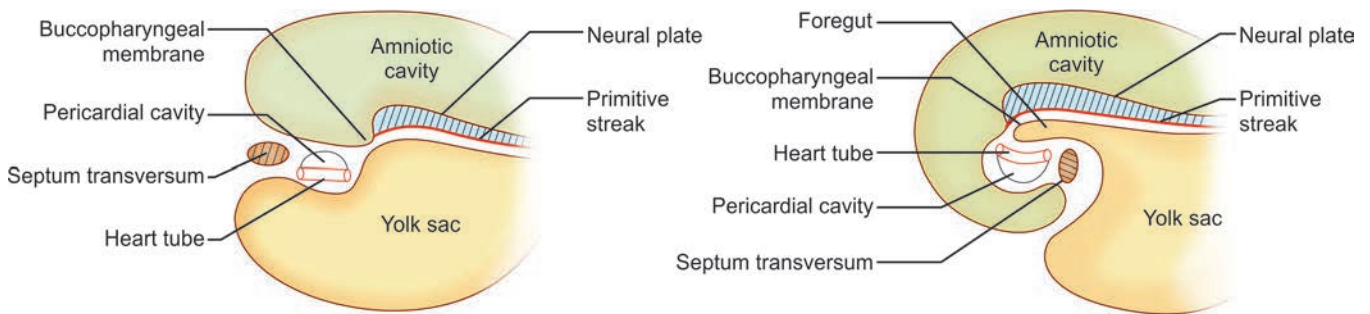 Buccopharyngeal
membrane
Amniotic
cavity
Neural plate
Pericardial cavity
Primitive
streak
Septum transversum
Heart tube
Yolk sac
Foregut
Amniotic
cavity
Neural plate
Buccopharyngeal
membrane
Primitive
streak
Heart tube
Pericardial cavity
Yolk sac
Septum transversum